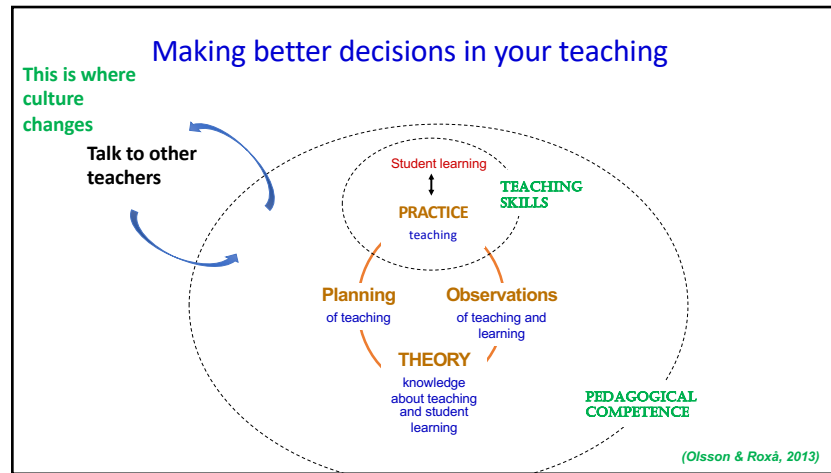 Making better decisions in your teaching
This is where
culture
changes
Talk to other
teachers
Student learning
TEACHING
SKILLS
PRACTICE
teaching
Planning
of teaching
Observations
of teaching and
learning
THEORY
knowledge
about teaching
and student
learning
PEDAGOGICAL
COMPETENCE
(Olsson & Roxå, 2013)